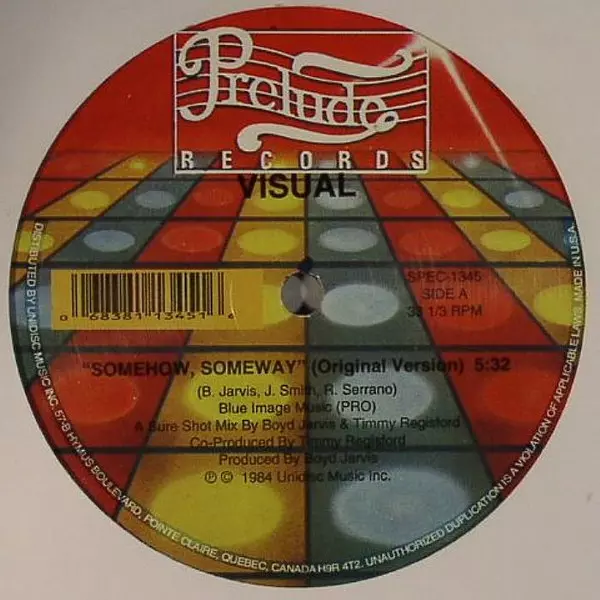 Prelude
RECORDS
VISUAL
SPEC-1345
SIDE A
33 1/3 RPM
0 68381 13451 6
"SOMEHOW, SOMEWAY" (Original Version) 5:32
(B. Jarvis, J. Smith, R. Serrano)
Blue Image Music (PRO)
A Sure Shot Mix By Boyd Jarvis & Timmy Regisford
Co-Produced By Timmy Regisford
Produced By Boyd Jarvis
℗ © 1984 Unidisc Music Inc.
DISTRIBUTED BY UNIDISC MUSIC INC. 57-B HYMUS BOULEVARD, POINTE CLAIRE, QUEBEC, CANADA H9R 4T2. UNAUTHORIZED DUPLICATION IS A VIOLATION OF APPLICABLE LAWS. MADE IN U.S.A.